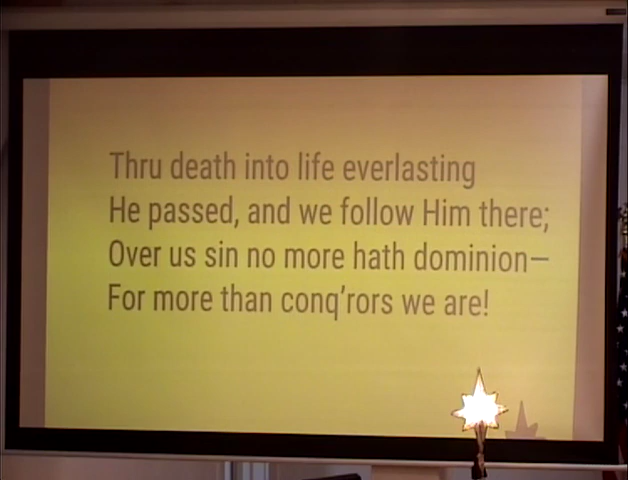 Thru death into life everlasting
He passed, and we follow Him there;
Over us sin no more hath dominion—
For more than conq'rors we are!